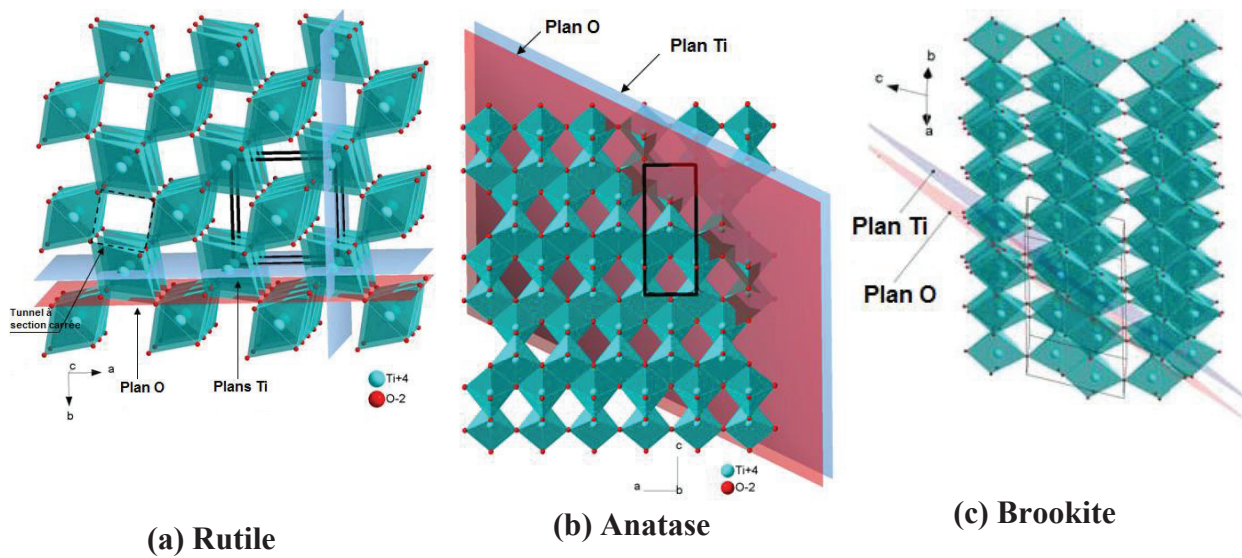 Tunnel à
section carrée
Plan O
Plans Ti
c
a
b
Ti+4
O-2
(a) Rutile
Plan O
Plan Ti
c
a
b
Ti+4
O-2
(b) Anatase
b
c
a
Plan Ti
Plan O
(c) Brookite